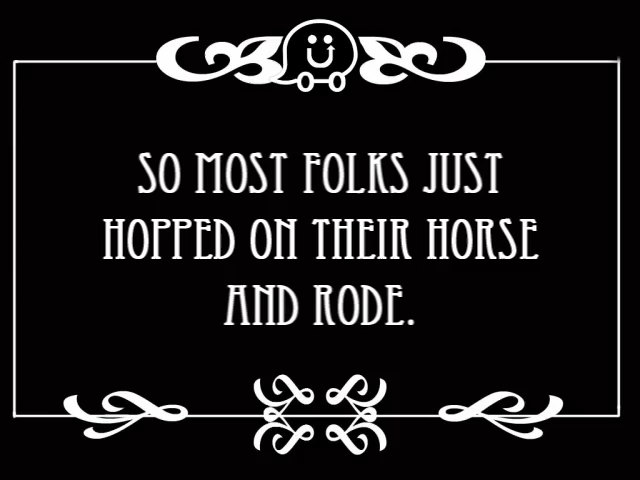 SO MOST FOLKS JUST
HOPPED ON THEIR HORSE
AND RODE.